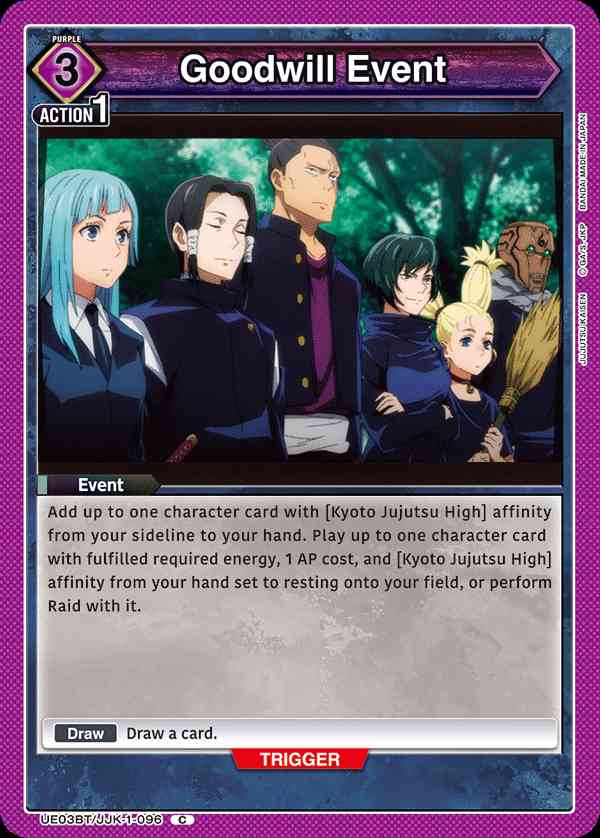 PURPLE
3
Goodwill Event
ACTION 1
BANDAI MADE IN JAPAN
© GA/S, JKP
JUJUTSU KAISEN
Event
Add up to one character card with [Kyoto Jujutsu High] affinity
from your sideline to your hand. Play up to one character card
with fulfilled required energy, 1 AP cost, and [Kyoto Jujutsu High]
affinity from your hand set to resting onto your field, or perform
Raid with it.
Draw Draw a card.
TRIGGER
UE03BT/JJK-1-096 C